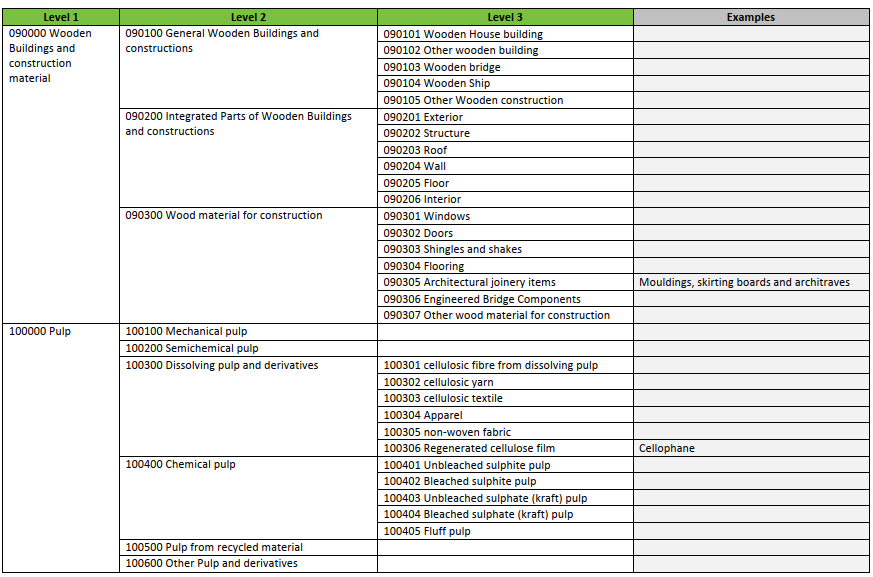 Level 1 Level 2 Level 3 Examples
090000 Wooden Buildings and construction material 090100 General Wooden Buildings and constructions 090101 Wooden House building
090102 Other wooden building
090103 Wooden bridge
090104 Wooden Ship
090105 Other Wooden construction
090200 Integrated Parts of Wooden Buildings and constructions 090201 Exterior
090202 Structure
090203 Roof
090204 Wall
090205 Floor
090206 Interior
090300 Wood material for construction 090301 Windows
090302 Doors
090303 Shingles and shakes
090304 Flooring
090305 Architectural joinery items Mouldings, skirting boards and architraves
090306 Engineered Bridge Components
090307 Other wood material for construction
100000 Pulp 100100 Mechanical pulp
100200 Semichemical pulp
100300 Dissolving pulp and derivatives 100301 cellulosic fibre from dissolving pulp
100302 cellulosic yarn
100303 cellulosic textile
100304 Apparel
100305 non-woven fabric
100306 Regenerated cellulose film Cellophane
100400 Chemical pulp 100401 Unbleached sulphite pulp
100402 Bleached sulphite pulp
100403 Unbleached sulphate (kraft) pulp
100404 Bleached sulphate (kraft) pulp
100405 Fluff pulp
100500 Pulp from recycled material
100600 Other Pulp and derivatives